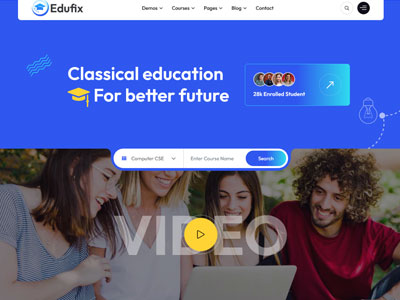 Edufix
Demos Courses Pages Blog Contact
Classical education
For better future
28k Enrolled Student
Computer CSE Enter Course Name Search
VIDEO